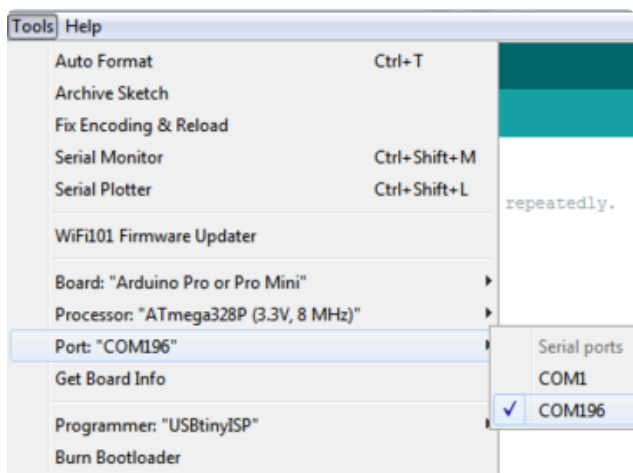 Tools Help
Auto Format Ctrl+T
Archive Sketch
Fix Encoding & Reload
Serial Monitor Ctrl+Shift+M
Serial Plotter Ctrl+Shift+L
repeatedly.
WiFi101 Firmware Updater
Board: "Arduino Pro or Pro Mini"
Processor: "ATmega328P (3.3V, 8 MHz)"
Port: "COM196"
Serial ports
Get Board Info
COM1
COM196
Programmer: "USBtinyISP"
Burn Bootloader